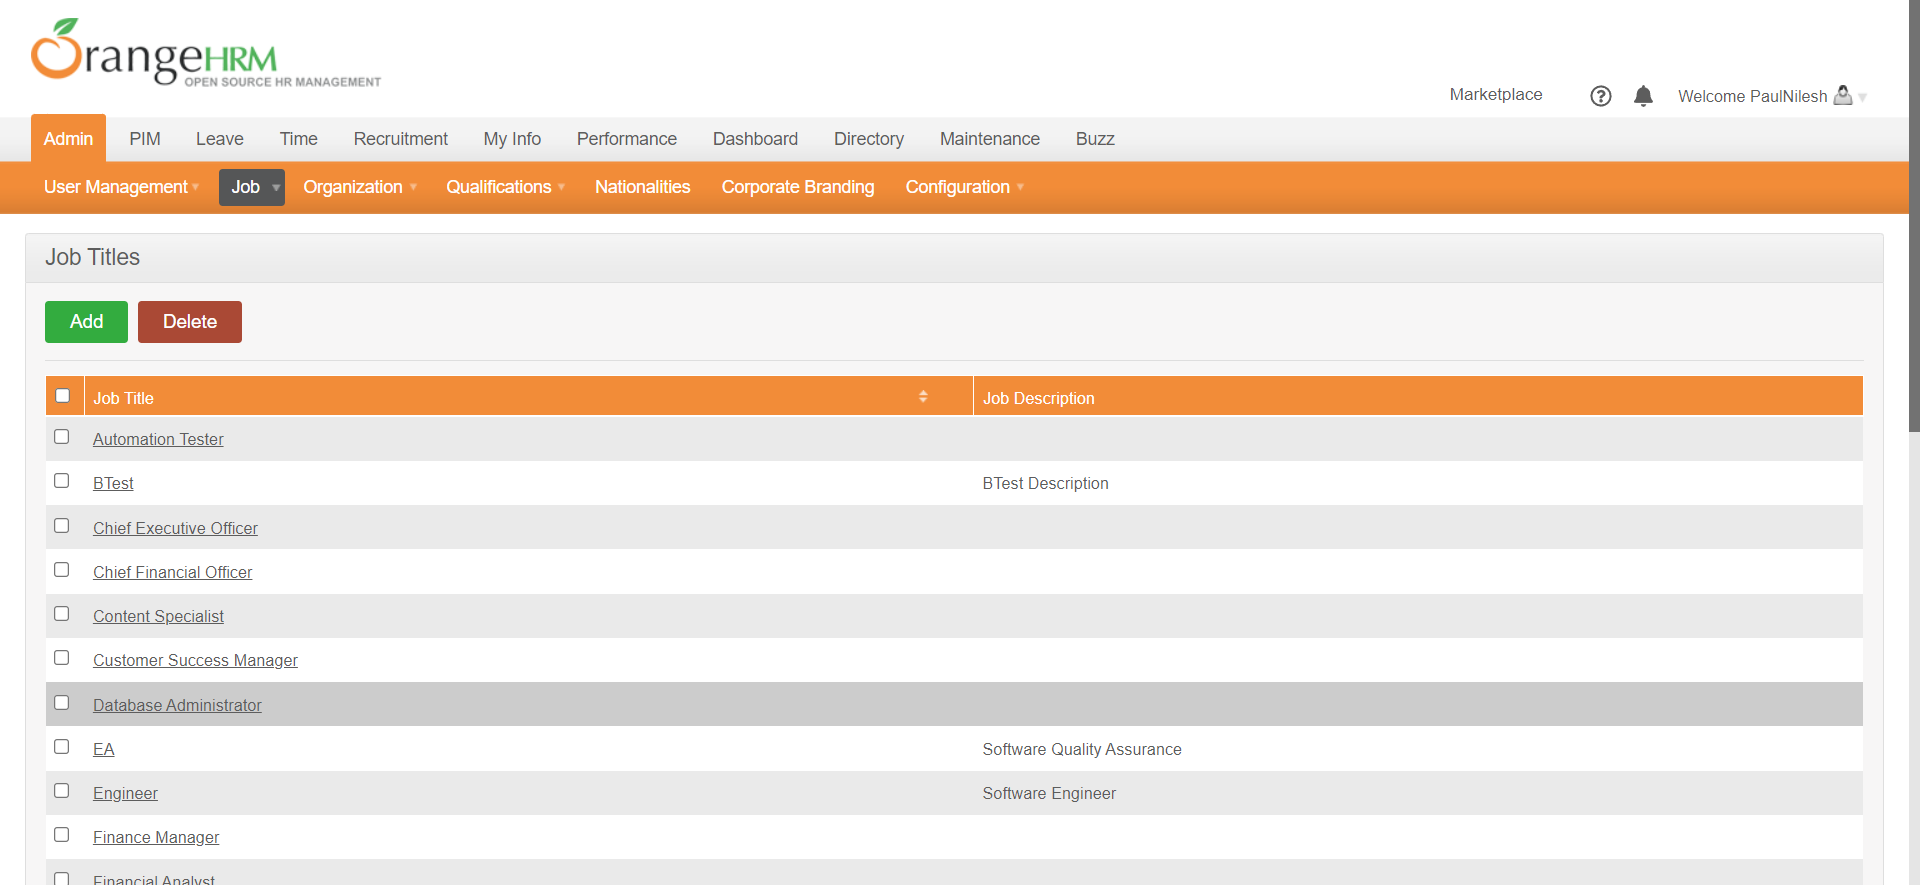 OrangeHRM
OPEN SOURCE HR MANAGEMENT
Marketplace
Welcome PaulNilesh
Admin PIM Leave Time Recruitment My Info Performance Dashboard Directory Maintenance Buzz
User Management Job Organization Qualifications Nationalities Corporate Branding Configuration
Job Titles
Add Delete
Job Title Job Description
Automation Tester
BTest BTest Description
Chief Executive Officer
Chief Financial Officer
Content Specialist
Customer Success Manager
Database Administrator
EA Software Quality Assurance
Engineer Software Engineer
Finance Manager
Financial Analyst